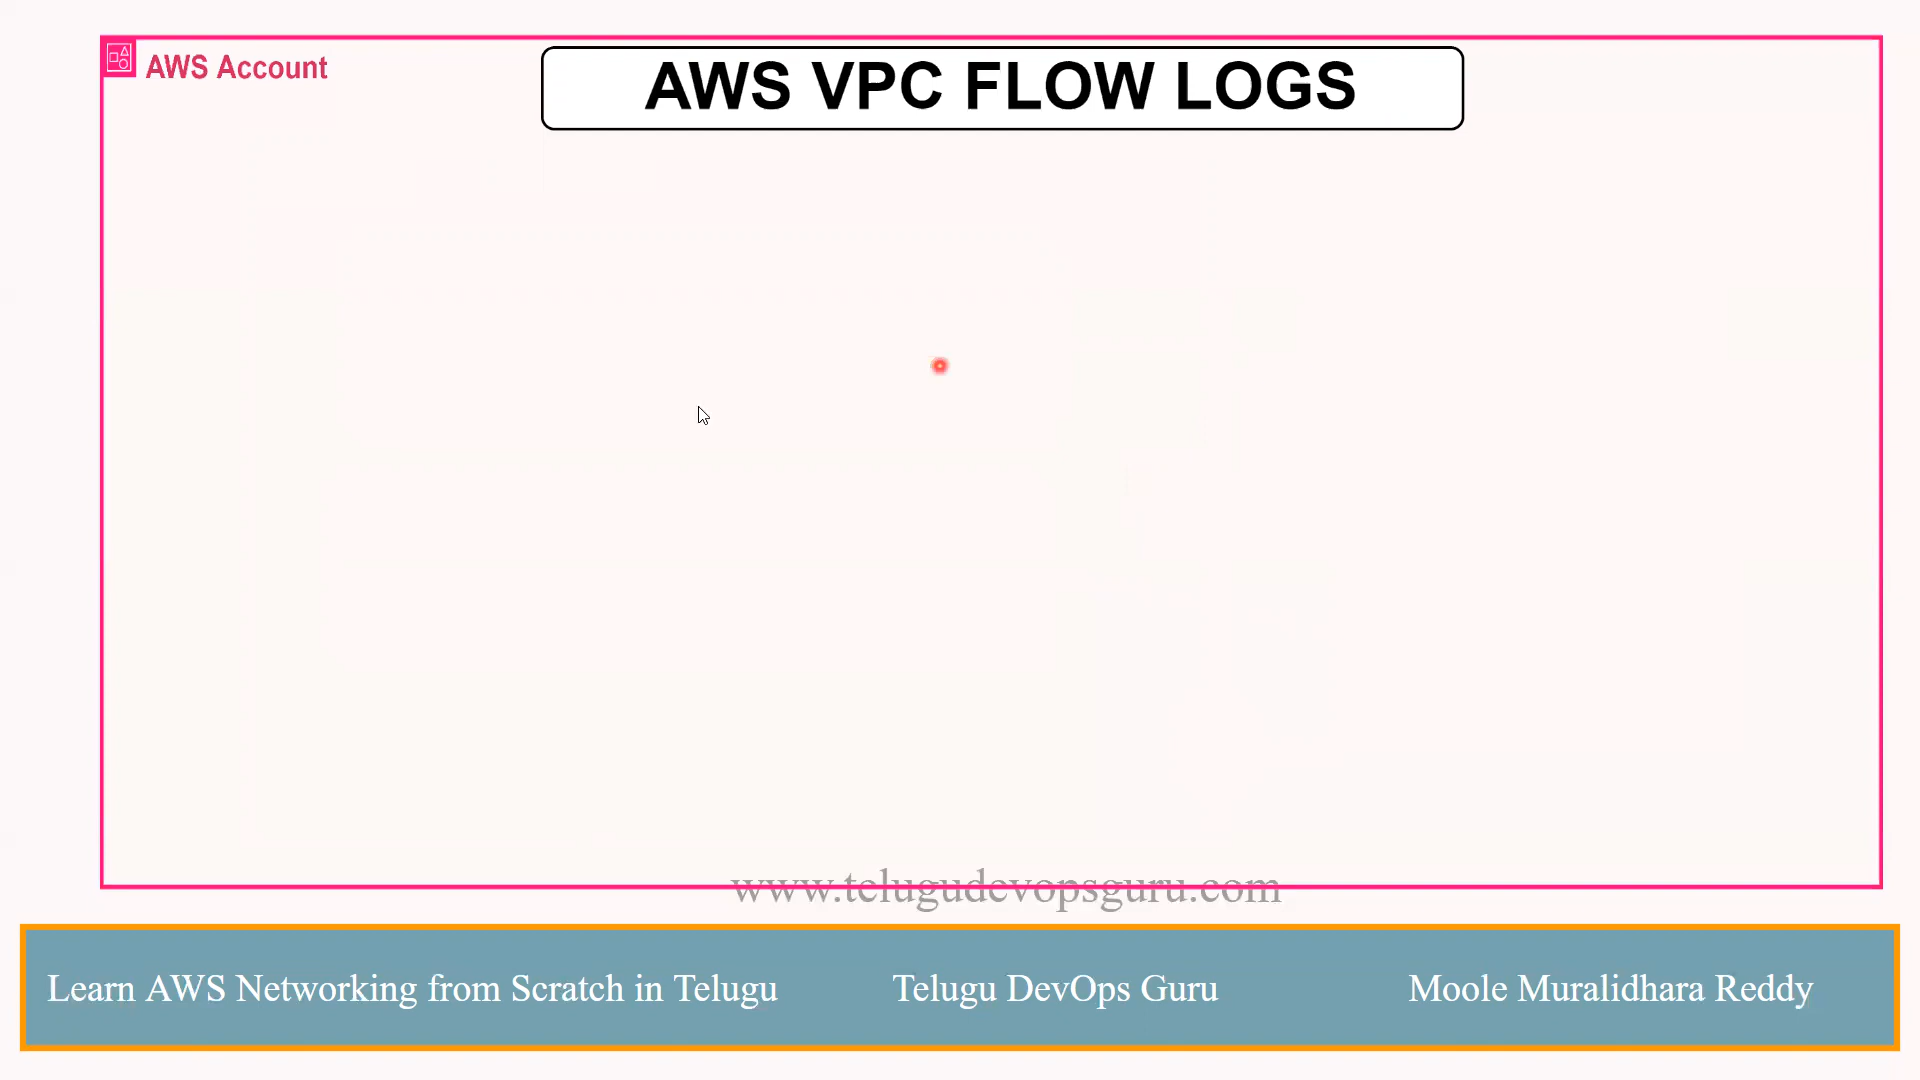 AWS Account
AWS VPC FLOW LOGS
www.telugudevopsguru.com
Learn AWS Networking from Scratch in Telugu
Telugu DevOps Guru
Moole Muralidhara Reddy